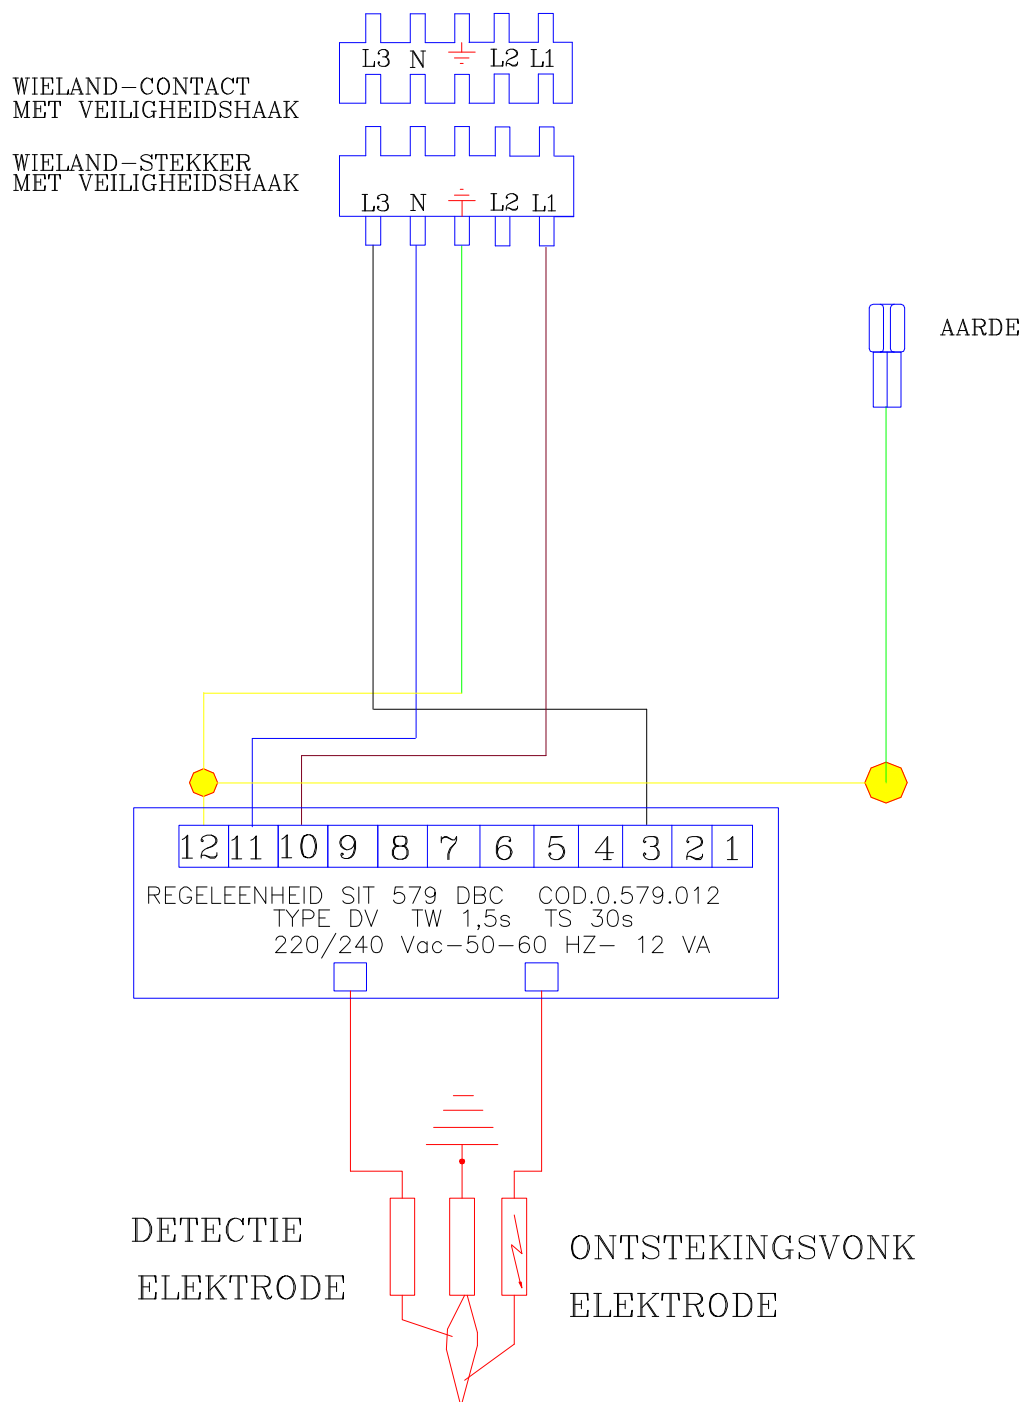 L3 N L2 L1
WIELAND-CONTACT
MET VEILIGHEIDSHAAK
WIELAND-STEKKER
MET VEILIGHEIDSHAAK
L3 N L2 L1
AARDE
12 11 10 9 8 7 6 5 4 3 2 1
REGELEENHEID SIT 579 DBC COD.0.579.012
TYPE DV TW 1,5s TS 30s
220/240 Vac-50-60 HZ- 12 VA
DETECTIE
ELEKTRODE
ONTSTEKINGSVONK
ELEKTRODE